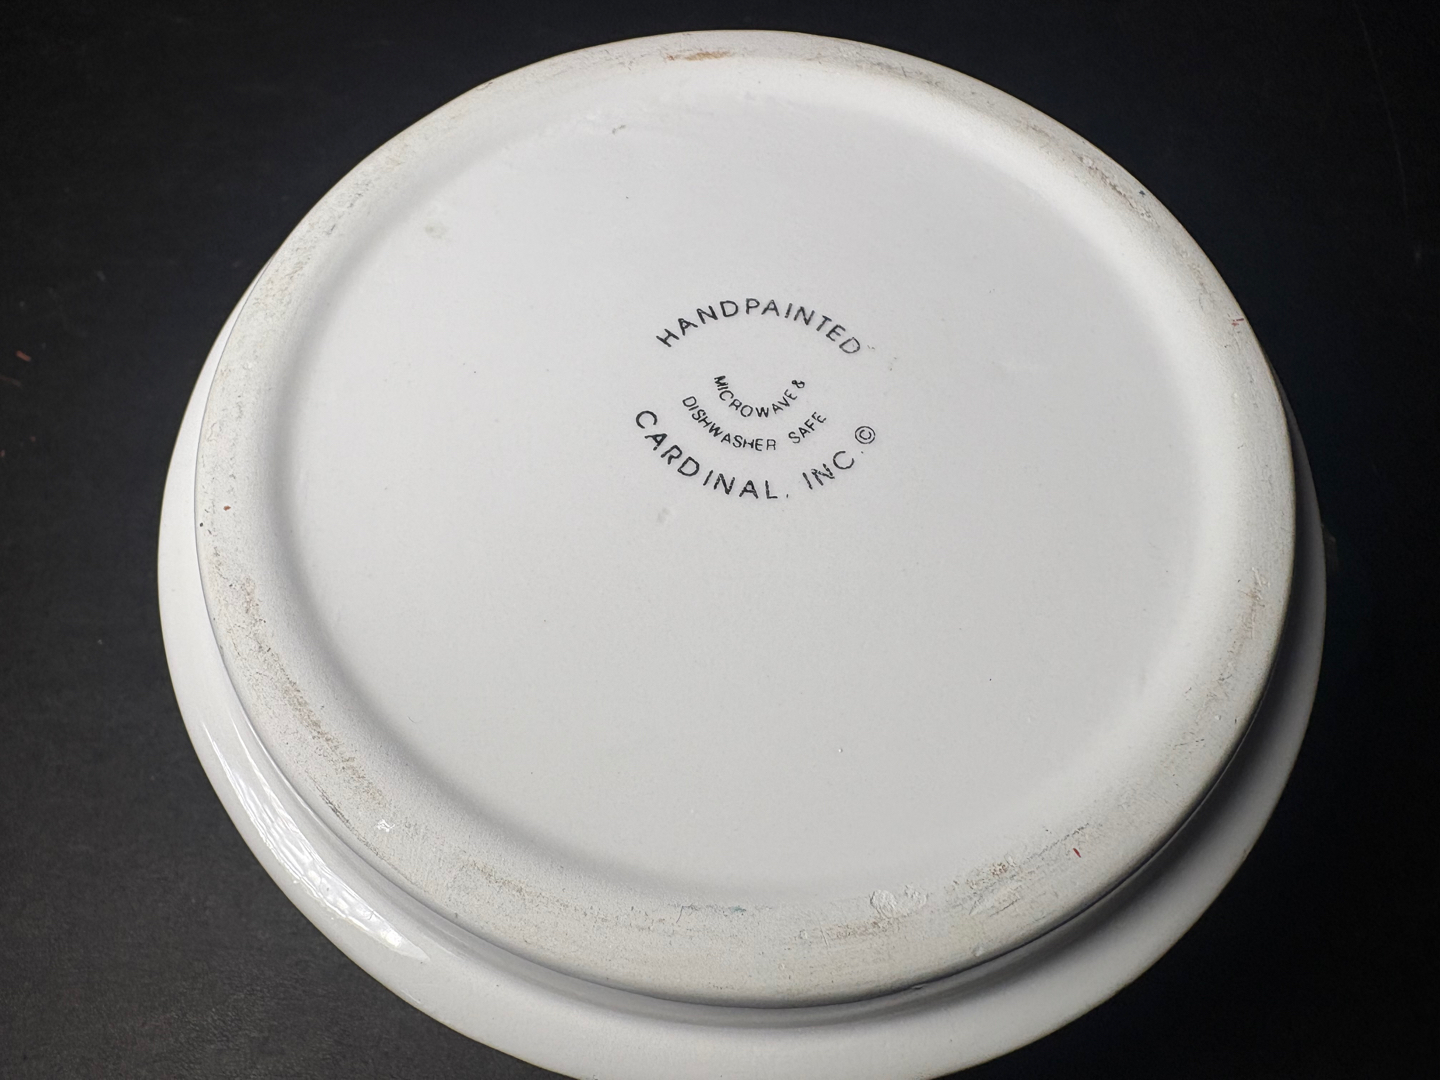 HANDPAINTED
MICROWAVE &
DISHWASHER SAFE
CARDINAL, INC.©